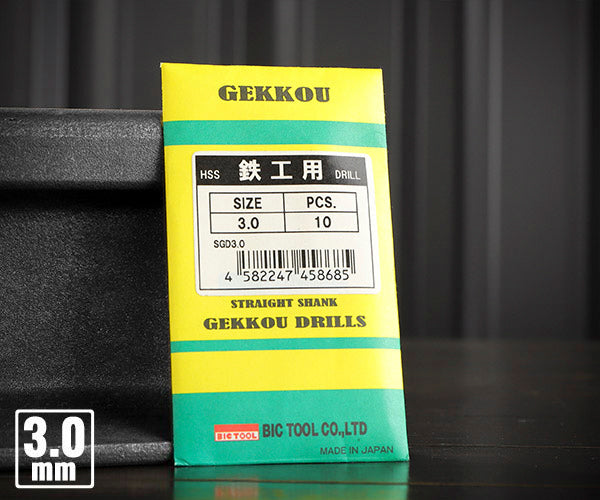 GEKKOU
HSS 鉄工用 DRILL
SIZE PCS.
3.0 10
SGD3.0
4 582247 458685
STRAIGHT SHANK
GEKKOU DRILLS
BIC TOOL BIC TOOL CO.,LTD
MADE IN JAPAN
3.0
mm